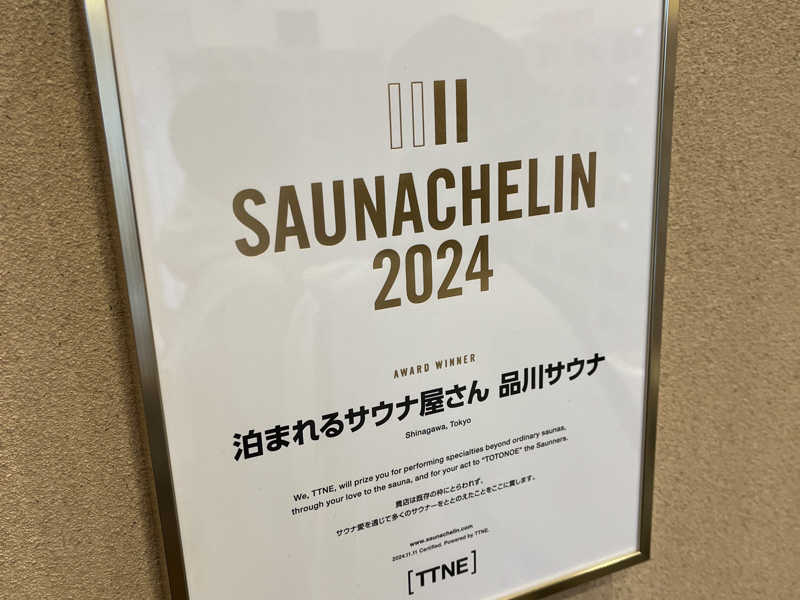 SAUNACHELIN
2024
AWARD WINNER
泊まれるサウナ屋さん 品川サウナ
Shinagawa, Tokyo
We, TTNE, will prize you for performing specialties beyond ordinary saunas,
through your love to the sauna, and for your act to "TOTONOE" the Saunners.
貴店は既存の枠にとらわれず、
サウナ愛を通じて多くのサウナーをととのえたことをここに賞します。
www.saunachelin.com
2024.11.11 Certified. Powered by TTNE.
[TTNE]